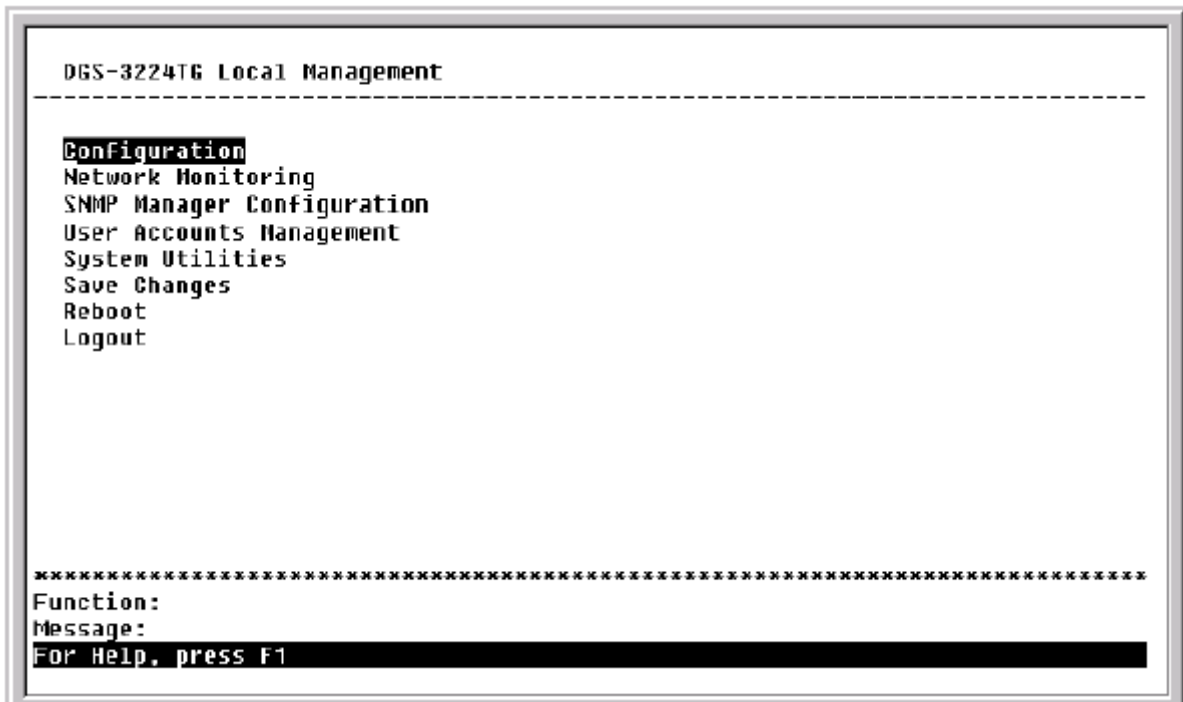 DGS-3224TG Local Management
--------------------------------------------------------------------------------
Configuration
Network Monitoring
SNMP Manager Configuration
User Accounts Management
System Utilities
Save Changes
Reboot
Logout
********************************************************************************
Function:
Message:
For Help, press F1